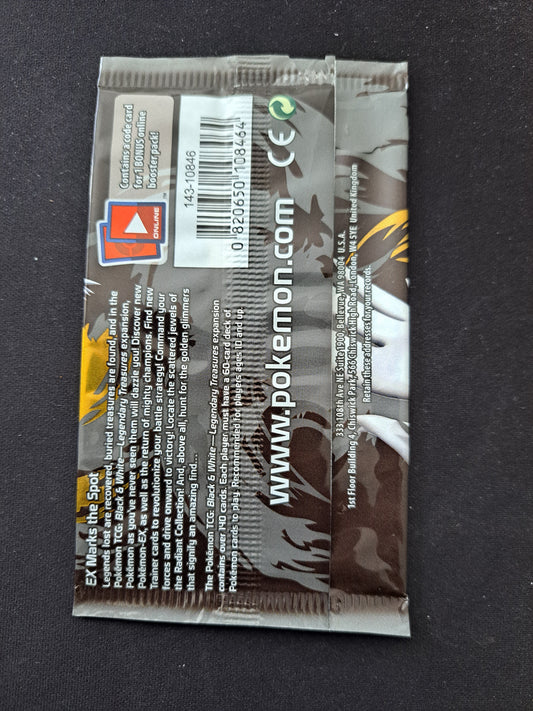 EX Marks the Spot
Legends lost are recovered, buried treasures are found, and in the
Pokémon TCG: Black & White—Legendary Treasures expansion,
Pokémon as you've never seen them will dazzle you! Discover new
Pokémon-EX, as well as the return of mighty champions. Find new
Trainer cards to revolutionize your battle strategy! Command your
forces and drive onward to victory! Locate the scattered jewels of
the Radiant Collection! And, above all, hunt for the golden glimmers
that signify an amazing find...
The Pokémon TCG: Black & White—Legendary Treasures expansion
contains over 140 cards. Each player must have a 60-card deck of
Pokémon cards to play. Recommended for players ages 10 and up.
ONLINE
Contains a code card
for 1 BONUS online
booster pack!
143-10846
0 820650 108464
www.pokemon.com
CE
333 108th Ave NE Suite 1900, Bellevue, WA 98004 U.S.A.
1st Floor Building 4, Chiswick Park, 566 Chiswick High Road, London, W4 5YE United Kingdom
Retain these addresses for your records.